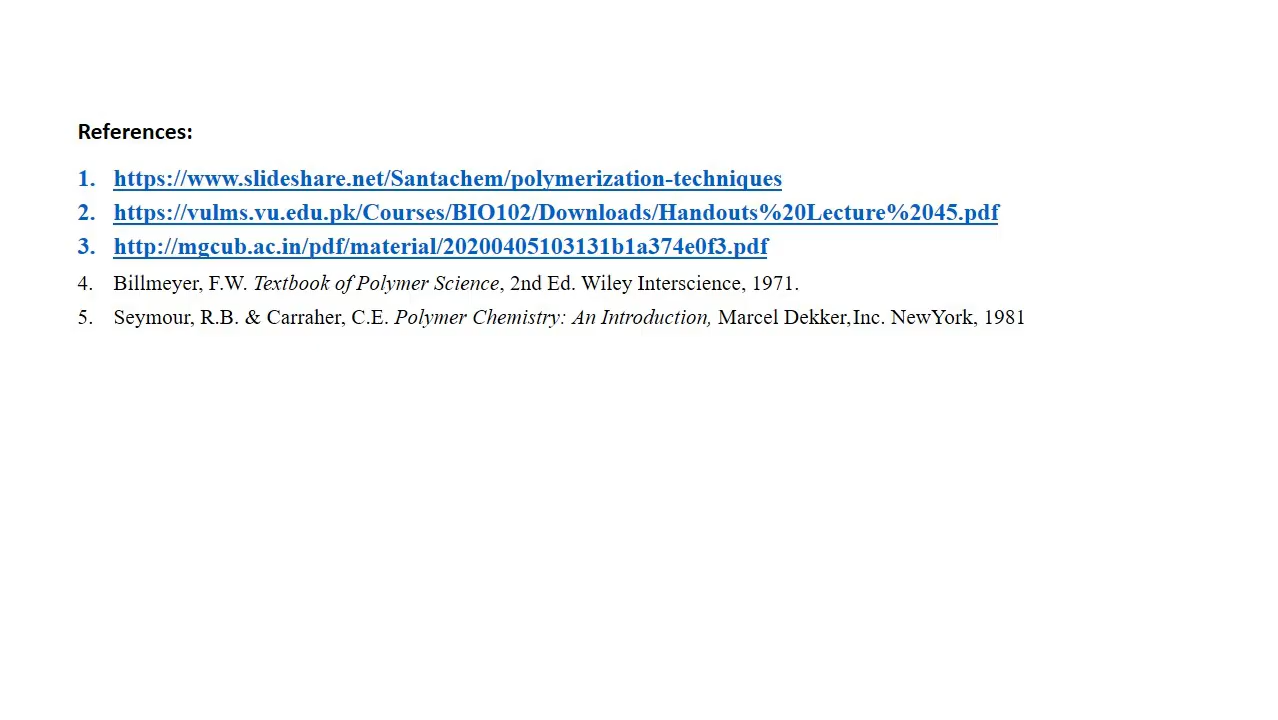 References:
1. https://www.slideshare.net/Santachem/polymerization-techniques
2. https://vulms.vu.edu.pk/Courses/BIO102/Downloads/Handouts%20Lecture%2045.pdf
3. http://mgcub.ac.in/pdf/material/20200405103131b1a374e0f3.pdf
4. Billmeyer, F.W. Textbook of Polymer Science, 2nd Ed. Wiley Interscience, 1971.
5. Seymour, R.B. & Carraher, C.E. Polymer Chemistry: An Introduction, Marcel Dekker,Inc. NewYork, 1981